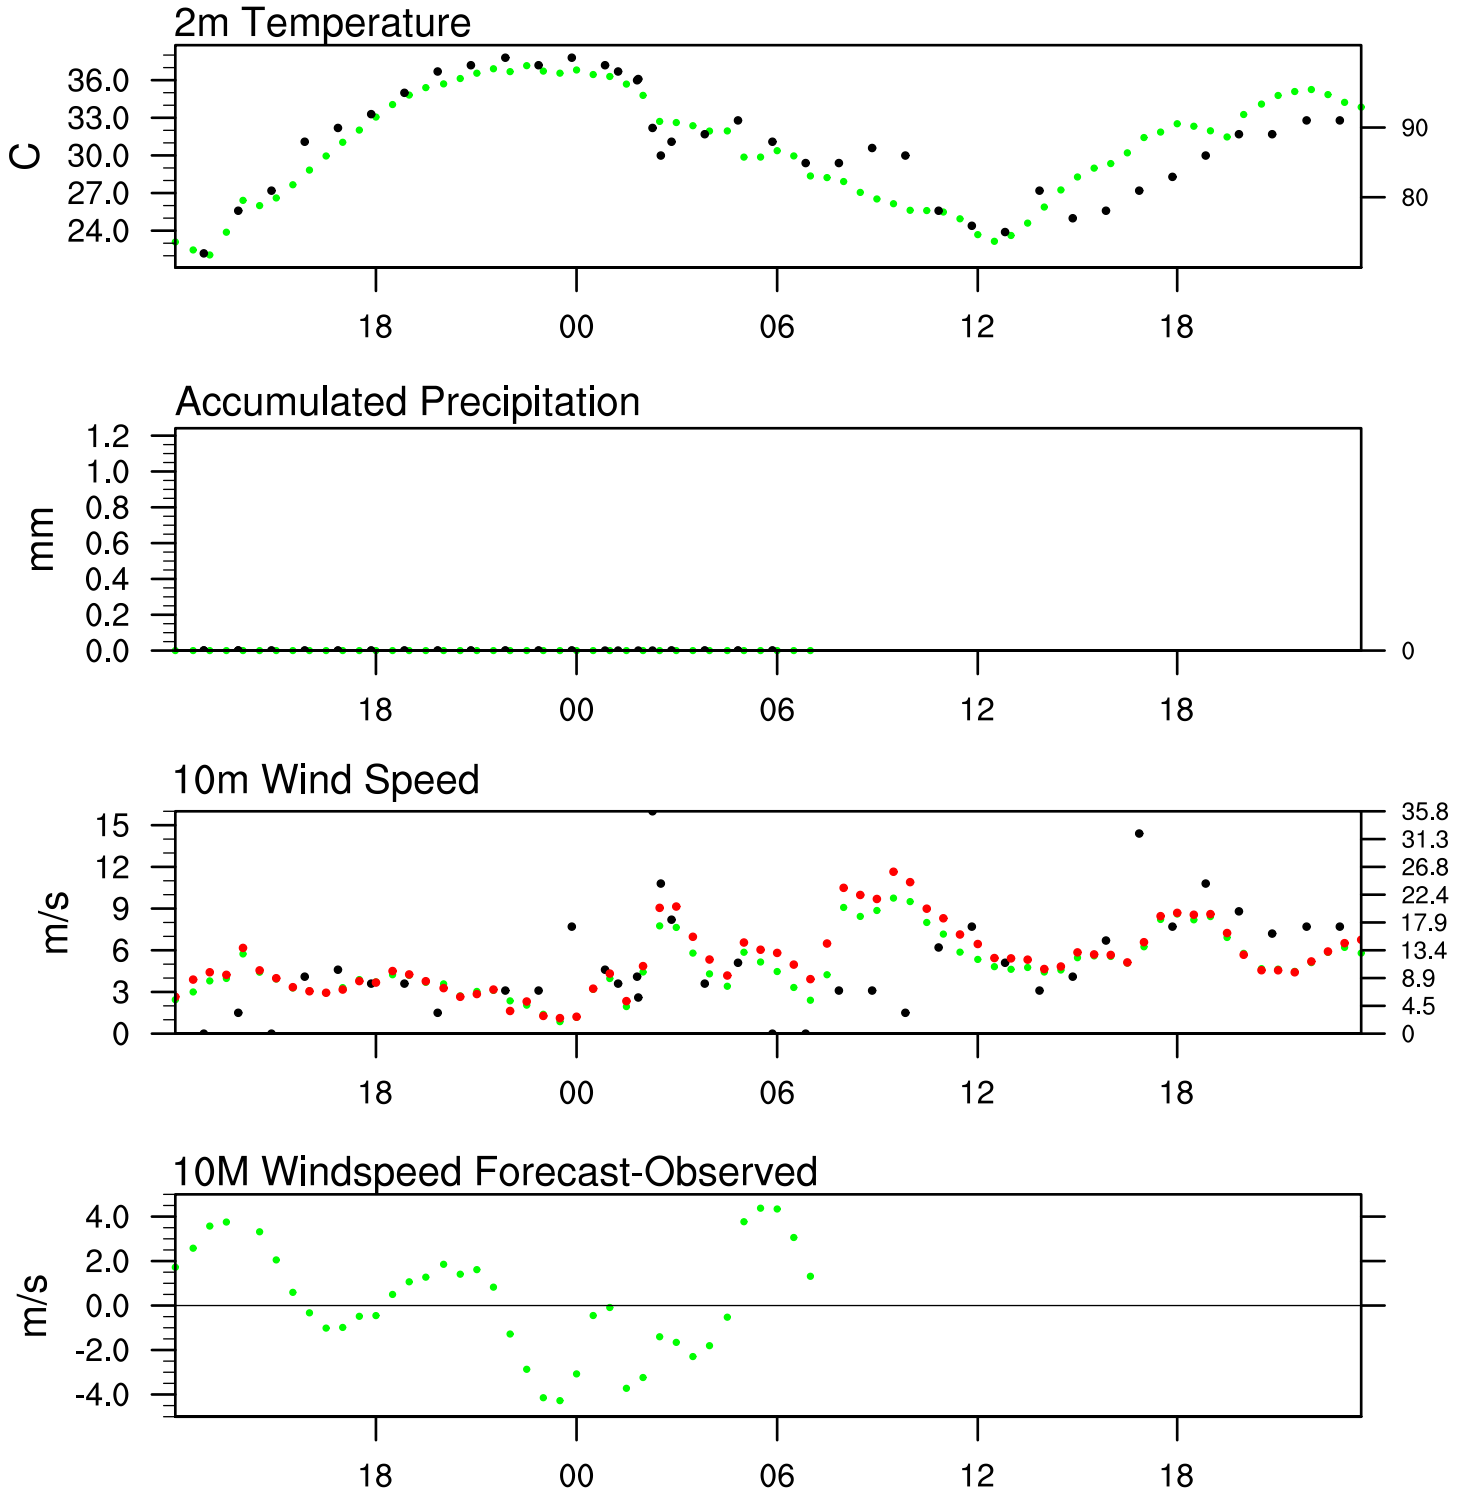 2m Temperature
C
36.0
33.0
30.0
27.0
24.0
90
80
18 00 06 12 18
Accumulated Precipitation
mm
1.2
1.0
0.8
0.6
0.4
0.2
0.0
0
18 00 06 12 18
10m Wind Speed
m/s
15
12
9
6
3
0
35.8
31.3
26.8
22.4
17.9
13.4
8.9
4.5
0
18 00 06 12 18
10M Windspeed Forecast-Observed
m/s
4.0
2.0
0.0
-2.0
-4.0
18 00 06 12 18